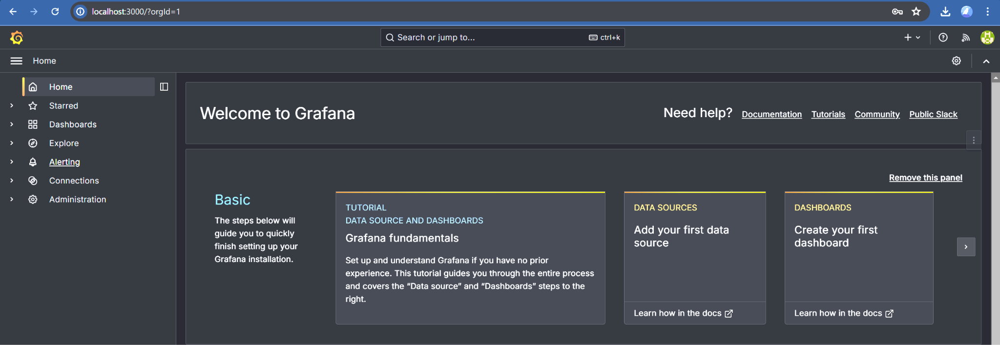 localhost:3000/?orgId=1
Search or jump to...
ctrl+k
Home
Home
Starred
Dashboards
Explore
Alerting
Connections
Administration
Welcome to Grafana
Need help?
Documentation
Tutorials
Community
Public Slack
Remove this panel
Basic
The steps below will
guide you to quickly
finish setting up your
Grafana installation.
TUTORIAL
DATA SOURCE AND DASHBOARDS
Grafana fundamentals
Set up and understand Grafana if you have no prior
experience. This tutorial guides you through the entire process
and covers the “Data source” and “Dashboards” steps to the
right.
DATA SOURCES
Add your first data
source
Learn how in the docs
DASHBOARDS
Create your first
dashboard
Learn how in the docs